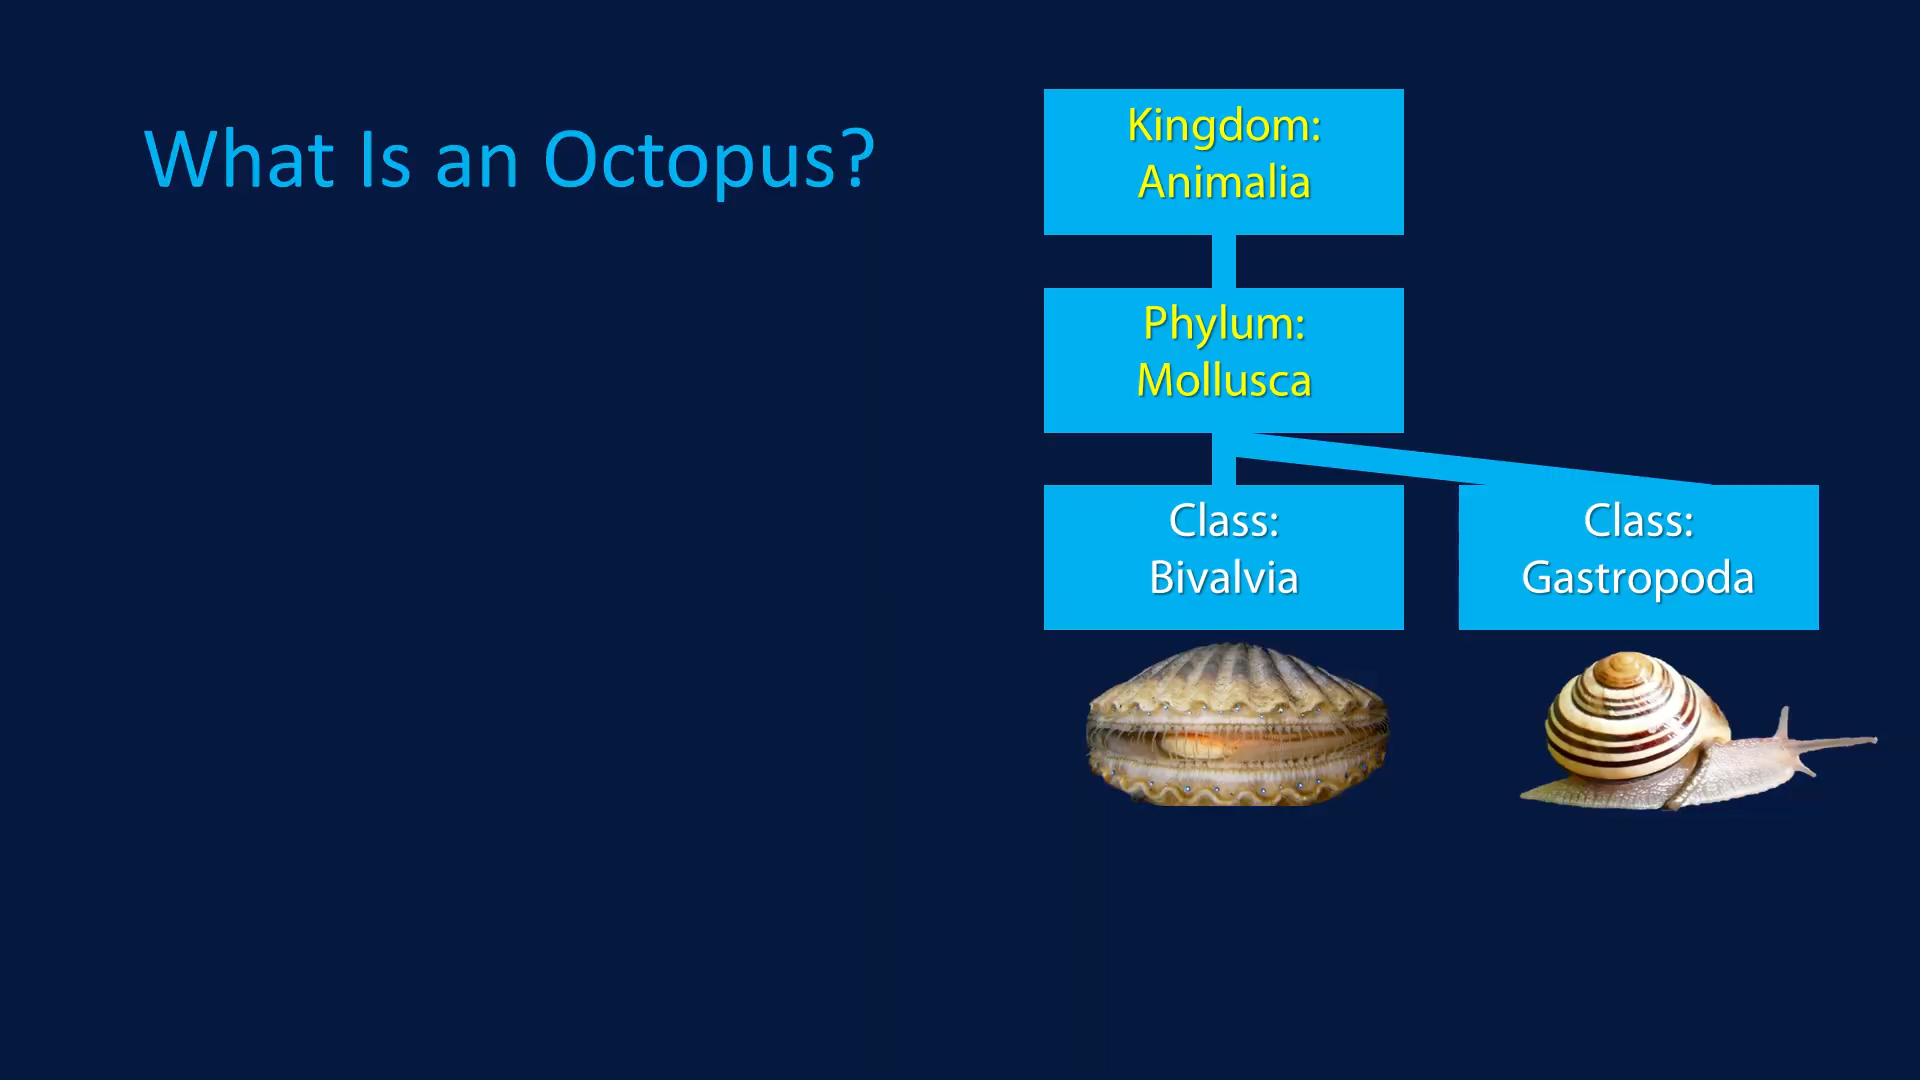 What Is an Octopus?
Kingdom:
Animalia
Phylum:
Mollusca
Class:
Bivalvia
Class:
Gastropoda